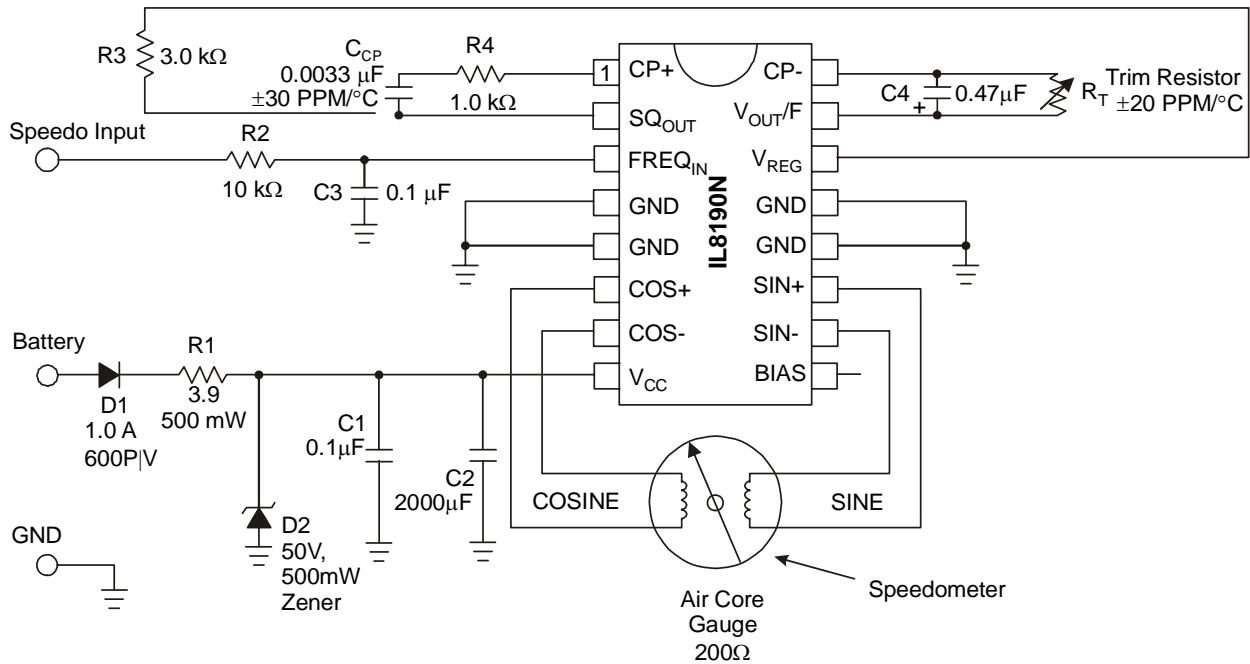 R3
3.0 kΩ
C_CP
0.0033 μF
±30 PPM/°C
R4
1.0 kΩ
1
CP+
SQ_OUT
FREQ_IN
GND
GND
COS+
COS-
V_CC
IL8190N
CP-
V_OUT/F
V_REG
GND
GND
SIN+
SIN-
BIAS
C4
+
0.47μF
R_T
Trim Resistor
±20 PPM/°C
Speedo Input
R2
10 kΩ
C3
0.1 μF
Battery
D1
1.0 A
600P|V
R1
3.9
500 mW
C1
0.1μF
C2
2000μF
D2
50V,
500mW
Zener
GND
COSINE
SINE
Speedometer
Air Core
Gauge
200Ω